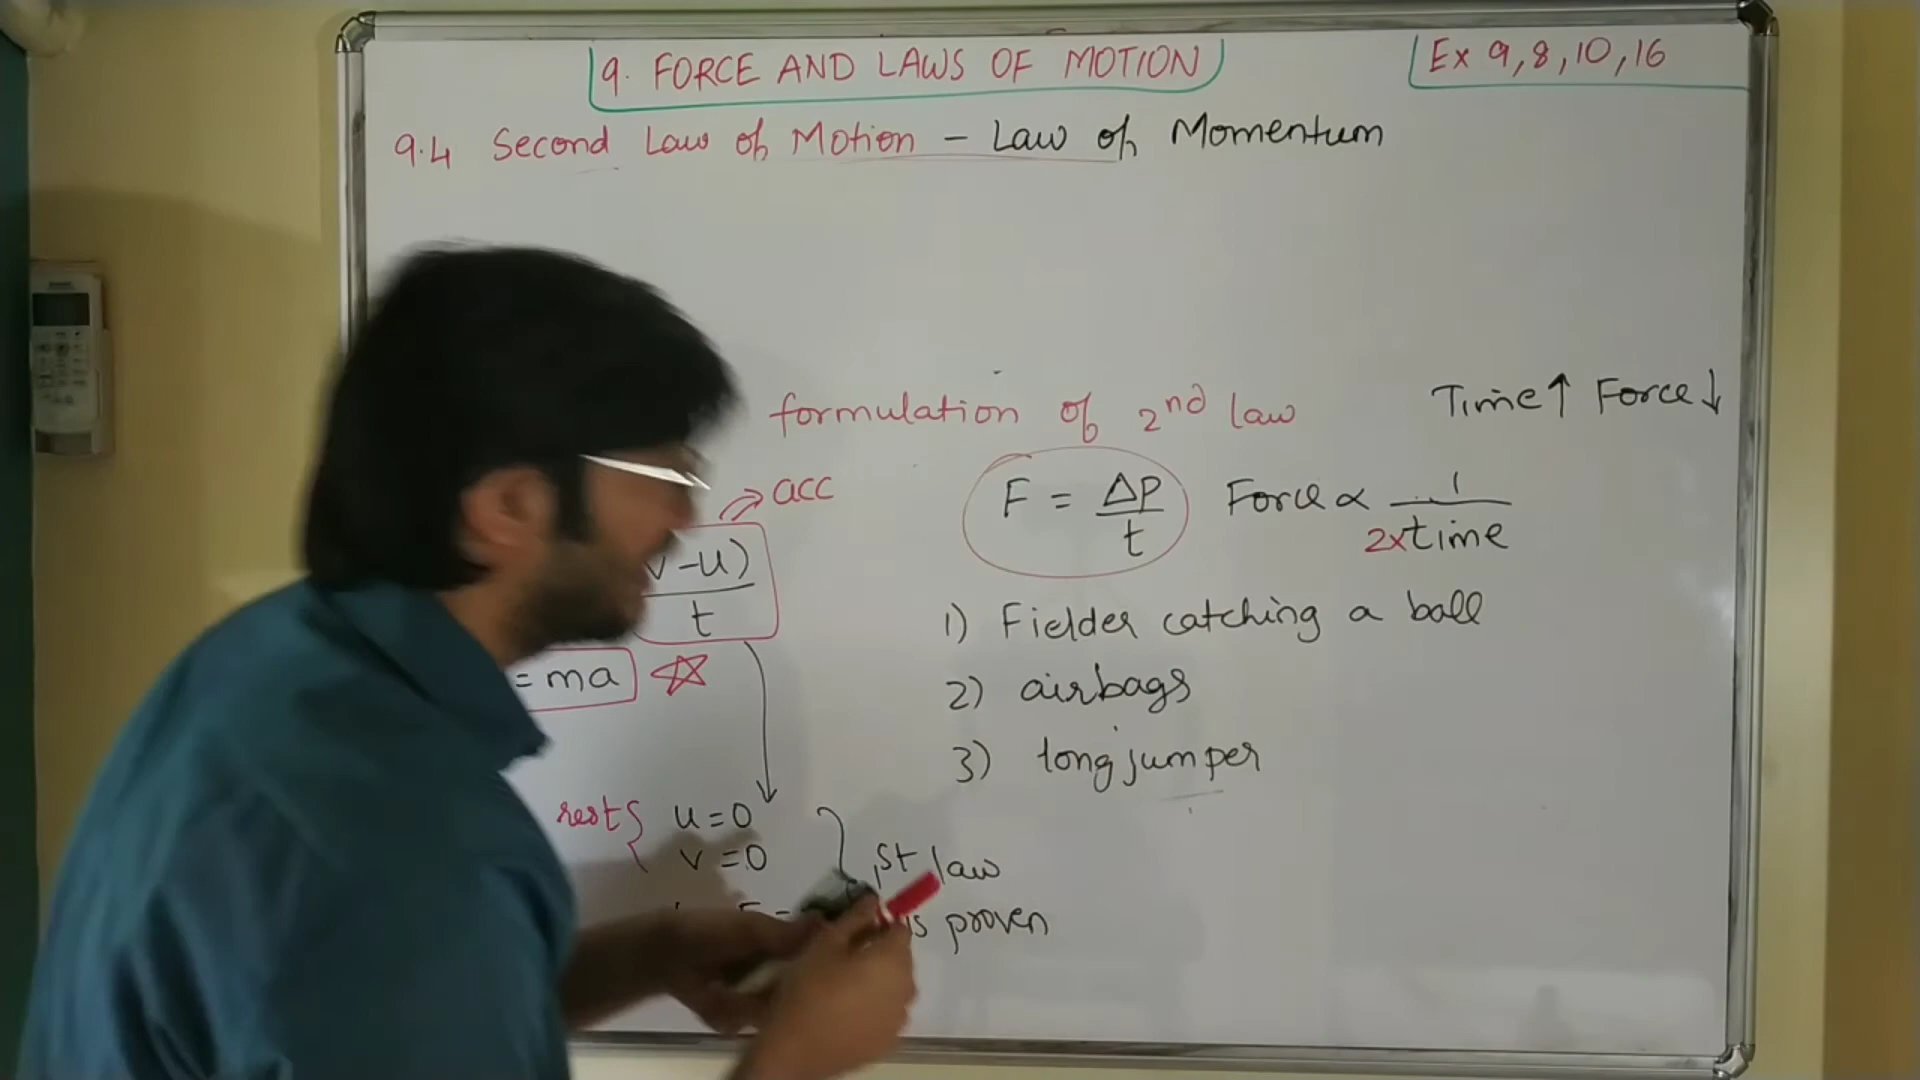 9. FORCE AND LAWS OF MOTION
Ex 9,8,10,16
9.4 Second Law of Motion – Law of Momentum
formulation of 2nd law
Time↑ Force↓
acc
v-u)
t
= ma
F = ΔP/t
Force ∝ 1/2xtime
1) Fielder catching a ball
2) airbags
3) long jumper
rest { u=0
v=0
1st law
is proven